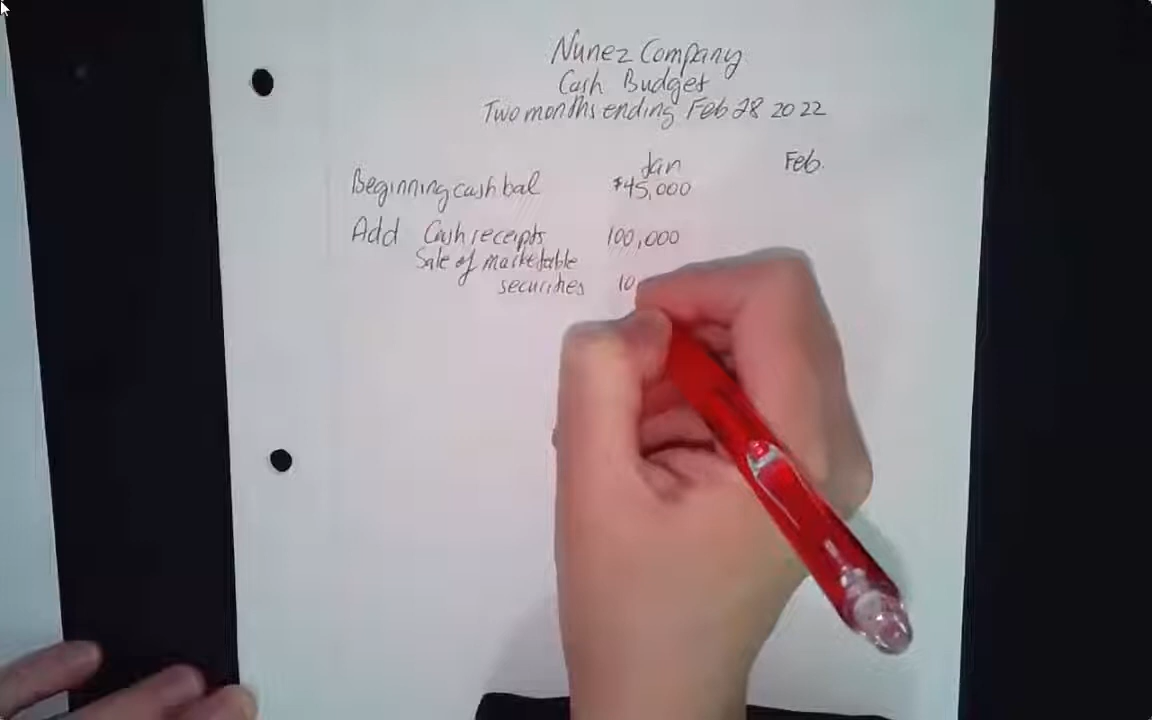 Nunez Company
Cash Budget
Two months ending Feb 28 2022
Jan Feb.
Beginning cash bal $45,000
Add Cash receipts 100,000
Sale of marketable
securities 10